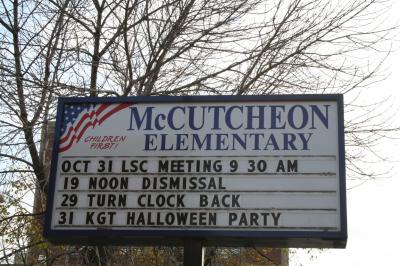 McCUTCHEON
ELEMENTARY
CHILDREN
FIRST!
OCT 31 LSC MEETING 9 30 AM
19 NOON DISMISSAL
29 TURN CLOCK BACK
31 KGT HALLOWEEN PARTY